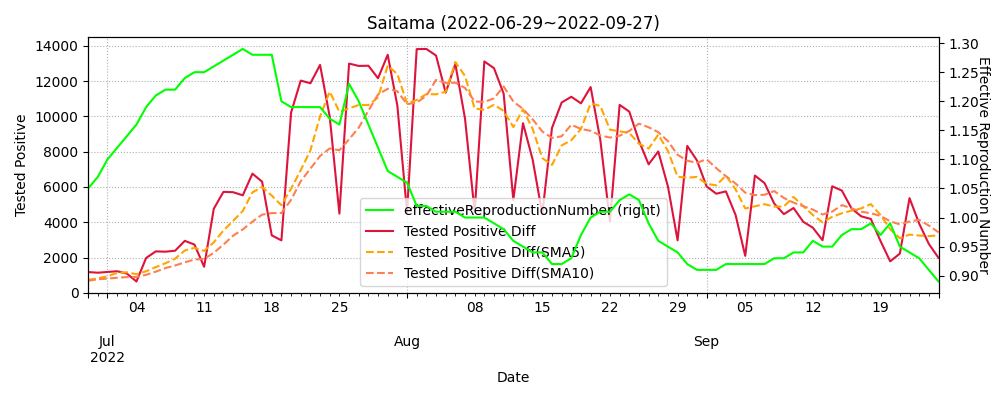 Saitama (2022-06-29~2022-09-27)
14000
12000
10000
8000
6000
4000
2000
0
Tested Positive
1.30
1.25
1.20
1.15
1.10
1.05
1.00
0.95
0.90
Effective Reproduction Number
effectiveReproductionNumber (right)
Tested Positive Diff
Tested Positive Diff(SMA5)
Tested Positive Diff(SMA10)
04 11 18 25 08 15 22 29 05 12 19
Jul Aug Sep
2022
Date